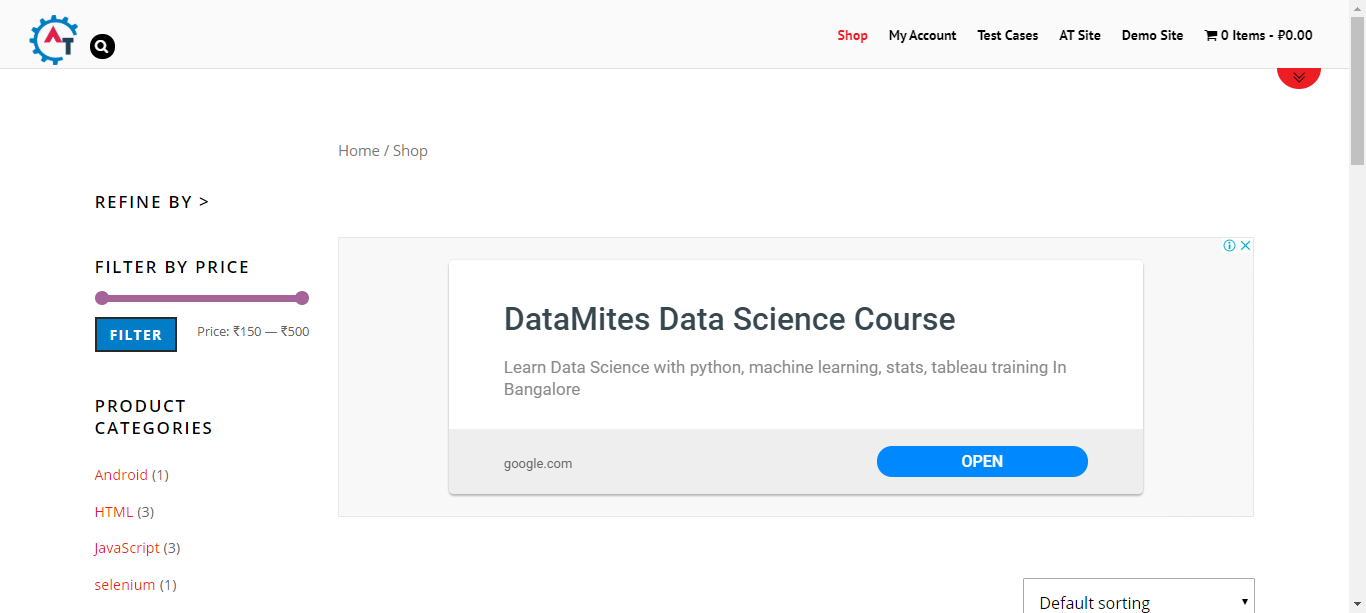 AT
Shop My Account Test Cases AT Site Demo Site 0 Items - ₽0.00
Home / Shop
REFINE BY >
FILTER BY PRICE
FILTER Price: ₹150 — ₹500
PRODUCT
CATEGORIES
Android (1)
HTML (3)
JavaScript (3)
selenium (1)
DataMites Data Science Course
Learn Data Science with python, machine learning, stats, tableau training In
Bangalore
google.com OPEN
Default sorting